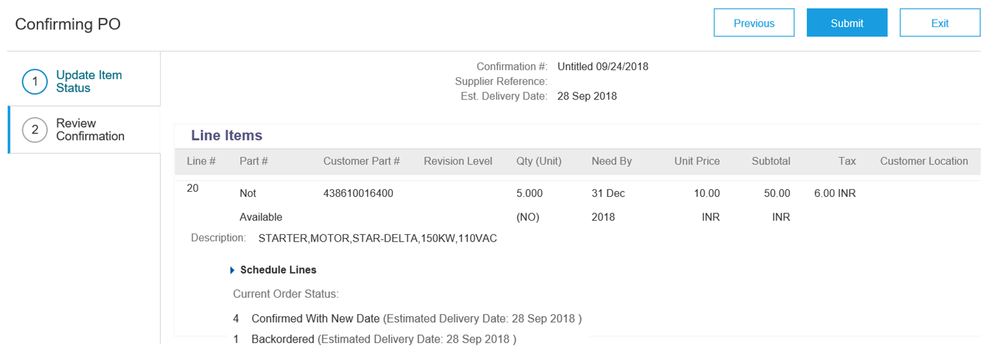 Confirming PO
Previous
Submit
Exit
1
Update Item
Status
2
Review
Confirmation
Confirmation #: Untitled 09/24/2018
Supplier Reference:
Est. Delivery Date: 28 Sep 2018
Line Items
Line # Part # Customer Part # Revision Level Qty (Unit) Need By Unit Price Subtotal Tax Customer Location
20 Not 438610016400 5.000 31 Dec 10.00 50.00 6.00 INR
Available (NO) 2018 INR INR
Description: STARTER,MOTOR,STAR-DELTA,150KW,110VAC
Schedule Lines
Current Order Status:
4 Confirmed With New Date (Estimated Delivery Date: 28 Sep 2018 )
1 Backordered (Estimated Delivery Date: 28 Sep 2018 )